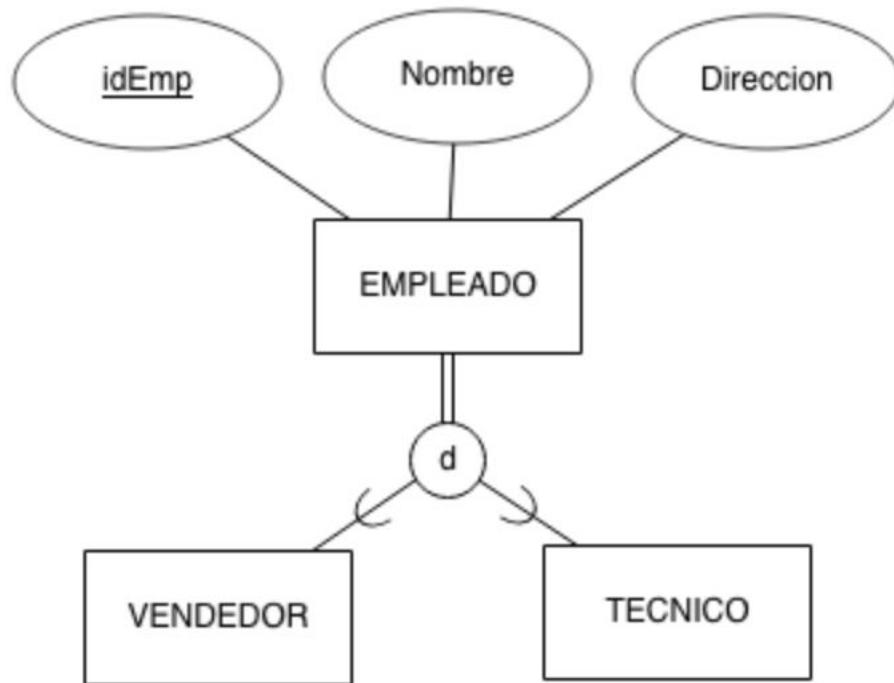 idEmp
Nombre
Direccion
EMPLEADO
d
VENDEDOR
TECNICO